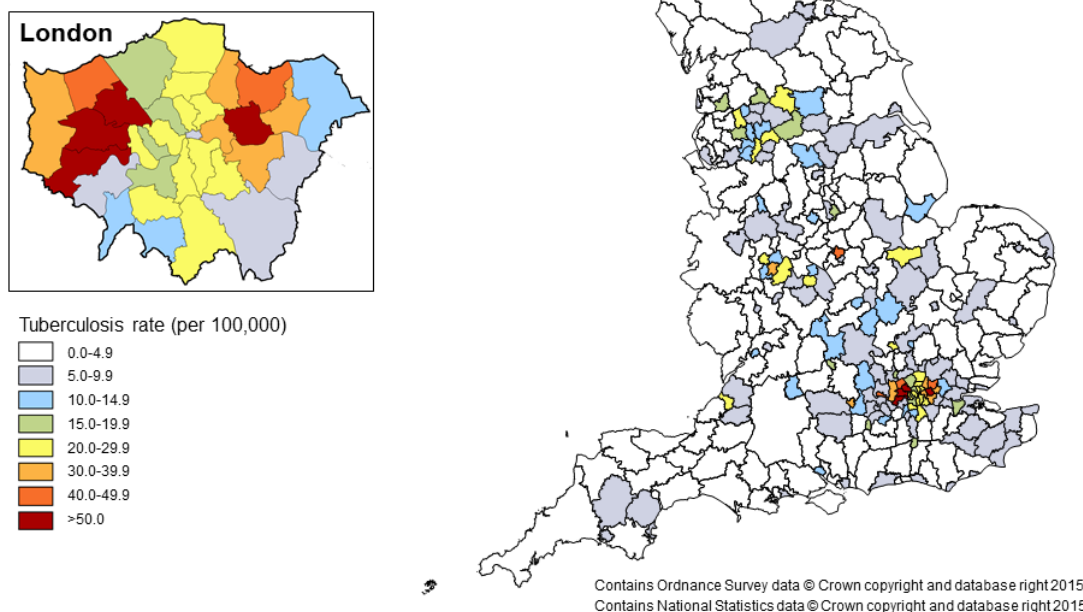 London
Tuberculosis rate (per 100,000)
0.0-4.9
5.0-9.9
10.0-14.9
15.0-19.9
20.0-29.9
30.0-39.9
40.0-49.9
>50.0
Contains Ordnance Survey data © Crown copyright and database right 2015
Contains National Statistics data © Crown copyright and database right 2015